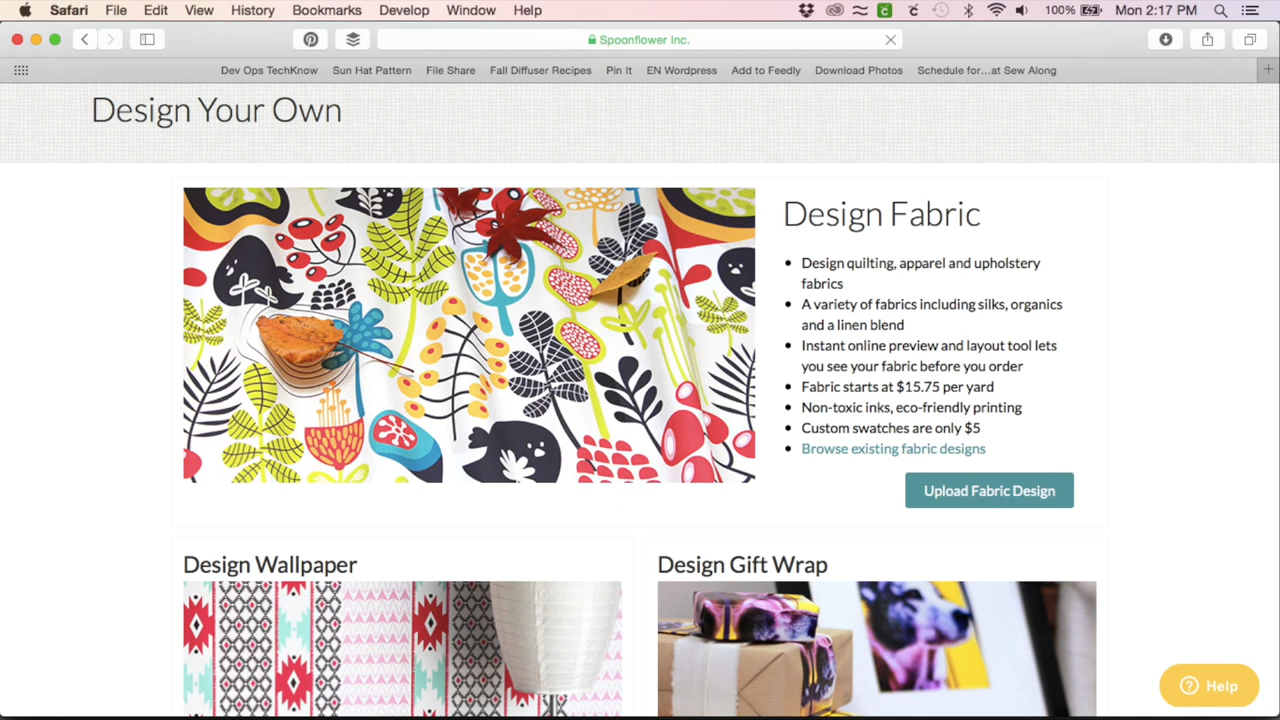 Safari File Edit View History Bookmarks Develop Window Help 100% Mon 2:17 PM
Spoonflower Inc.
Dev Ops TechKnow Sun Hat Pattern File Share Fall Diffuser Recipes Pin It EN Wordpress Add to Feedly Download Photos Schedule for...at Sew Along
Design Your Own
Design Fabric
Design quilting, apparel and upholstery
fabrics
A variety of fabrics including silks, organics
and a linen blend
Instant online preview and layout tool lets
you see your fabric before you order
Fabric starts at $15.75 per yard
Non-toxic inks, eco-friendly printing
Custom swatches are only $5
Browse existing fabric designs
Upload Fabric Design
Design Wallpaper
Design Gift Wrap
Help